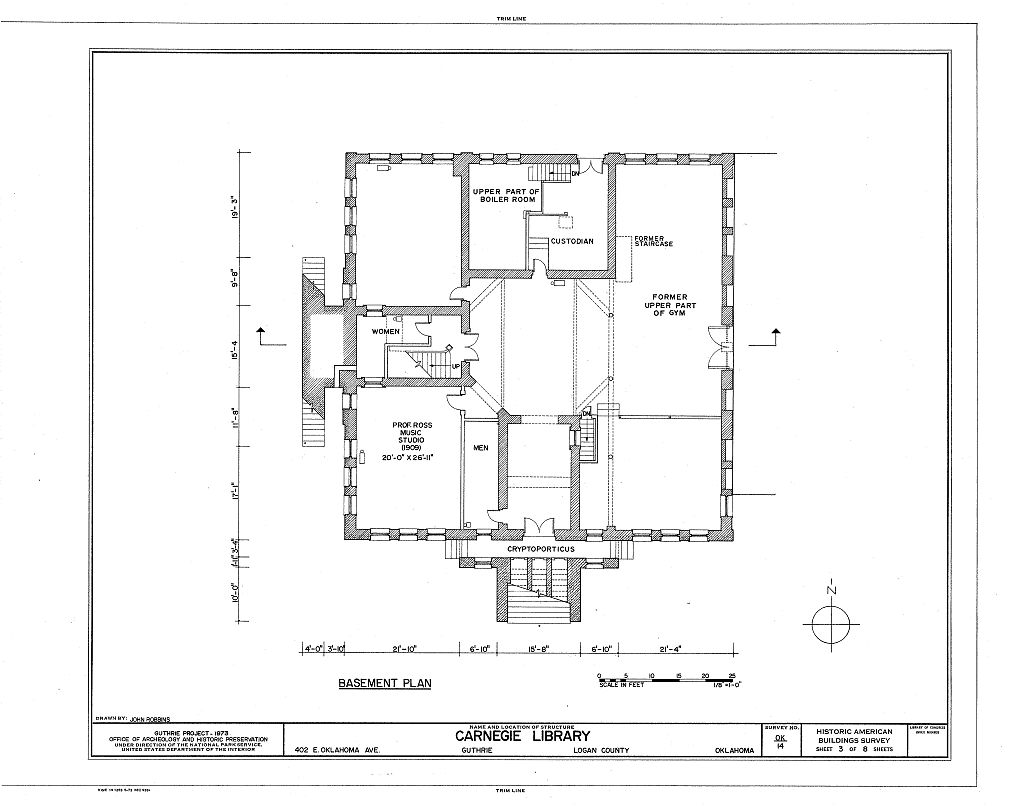 TRIM LINE
UPPER PART OF
BOILER ROOM
DN
CUSTODIAN
FORMER
STAIRCASE
FORMER
UPPER PART
OF GYM
WOMEN
UP
DN
PROF. ROSS
MUSIC
STUDIO
(1909)
20'-0" X 26'-11"
MEN
CRYPTOPORTICUS
19'-3"
9'-8"
15'-4
11'-8"
17'-1"
3'-4"
10'-0"
4'-0"
3'-10"
21'-10"
6'-10"
15'-8"
6'-10"
21'-4"
N
BASEMENT PLAN
0 5 10 15 20 25
SCALE IN FEET 1/8"=1'-0"
DRAWN BY: JOHN ROBBINS
GUTHRIE PROJECT - 1973
OFFICE OF ARCHEOLOGY AND HISTORIC PRESERVATION
UNDER DIRECTION OF THE NATIONAL PARK SERVICE,
UNITED STATES DEPARTMENT OF THE INTERIOR
NAME AND LOCATION OF STRUCTURE
CARNEGIE LIBRARY
402 E. OKLAHOMA AVE. GUTHRIE LOGAN COUNTY OKLAHOMA
SURVEY NO.
OK
14
HISTORIC AMERICAN
BUILDINGS SURVEY
SHEET 3 OF 8 SHEETS
LIBRARY OF CONGRESS
INDEX NUMBER
TRIM LINE